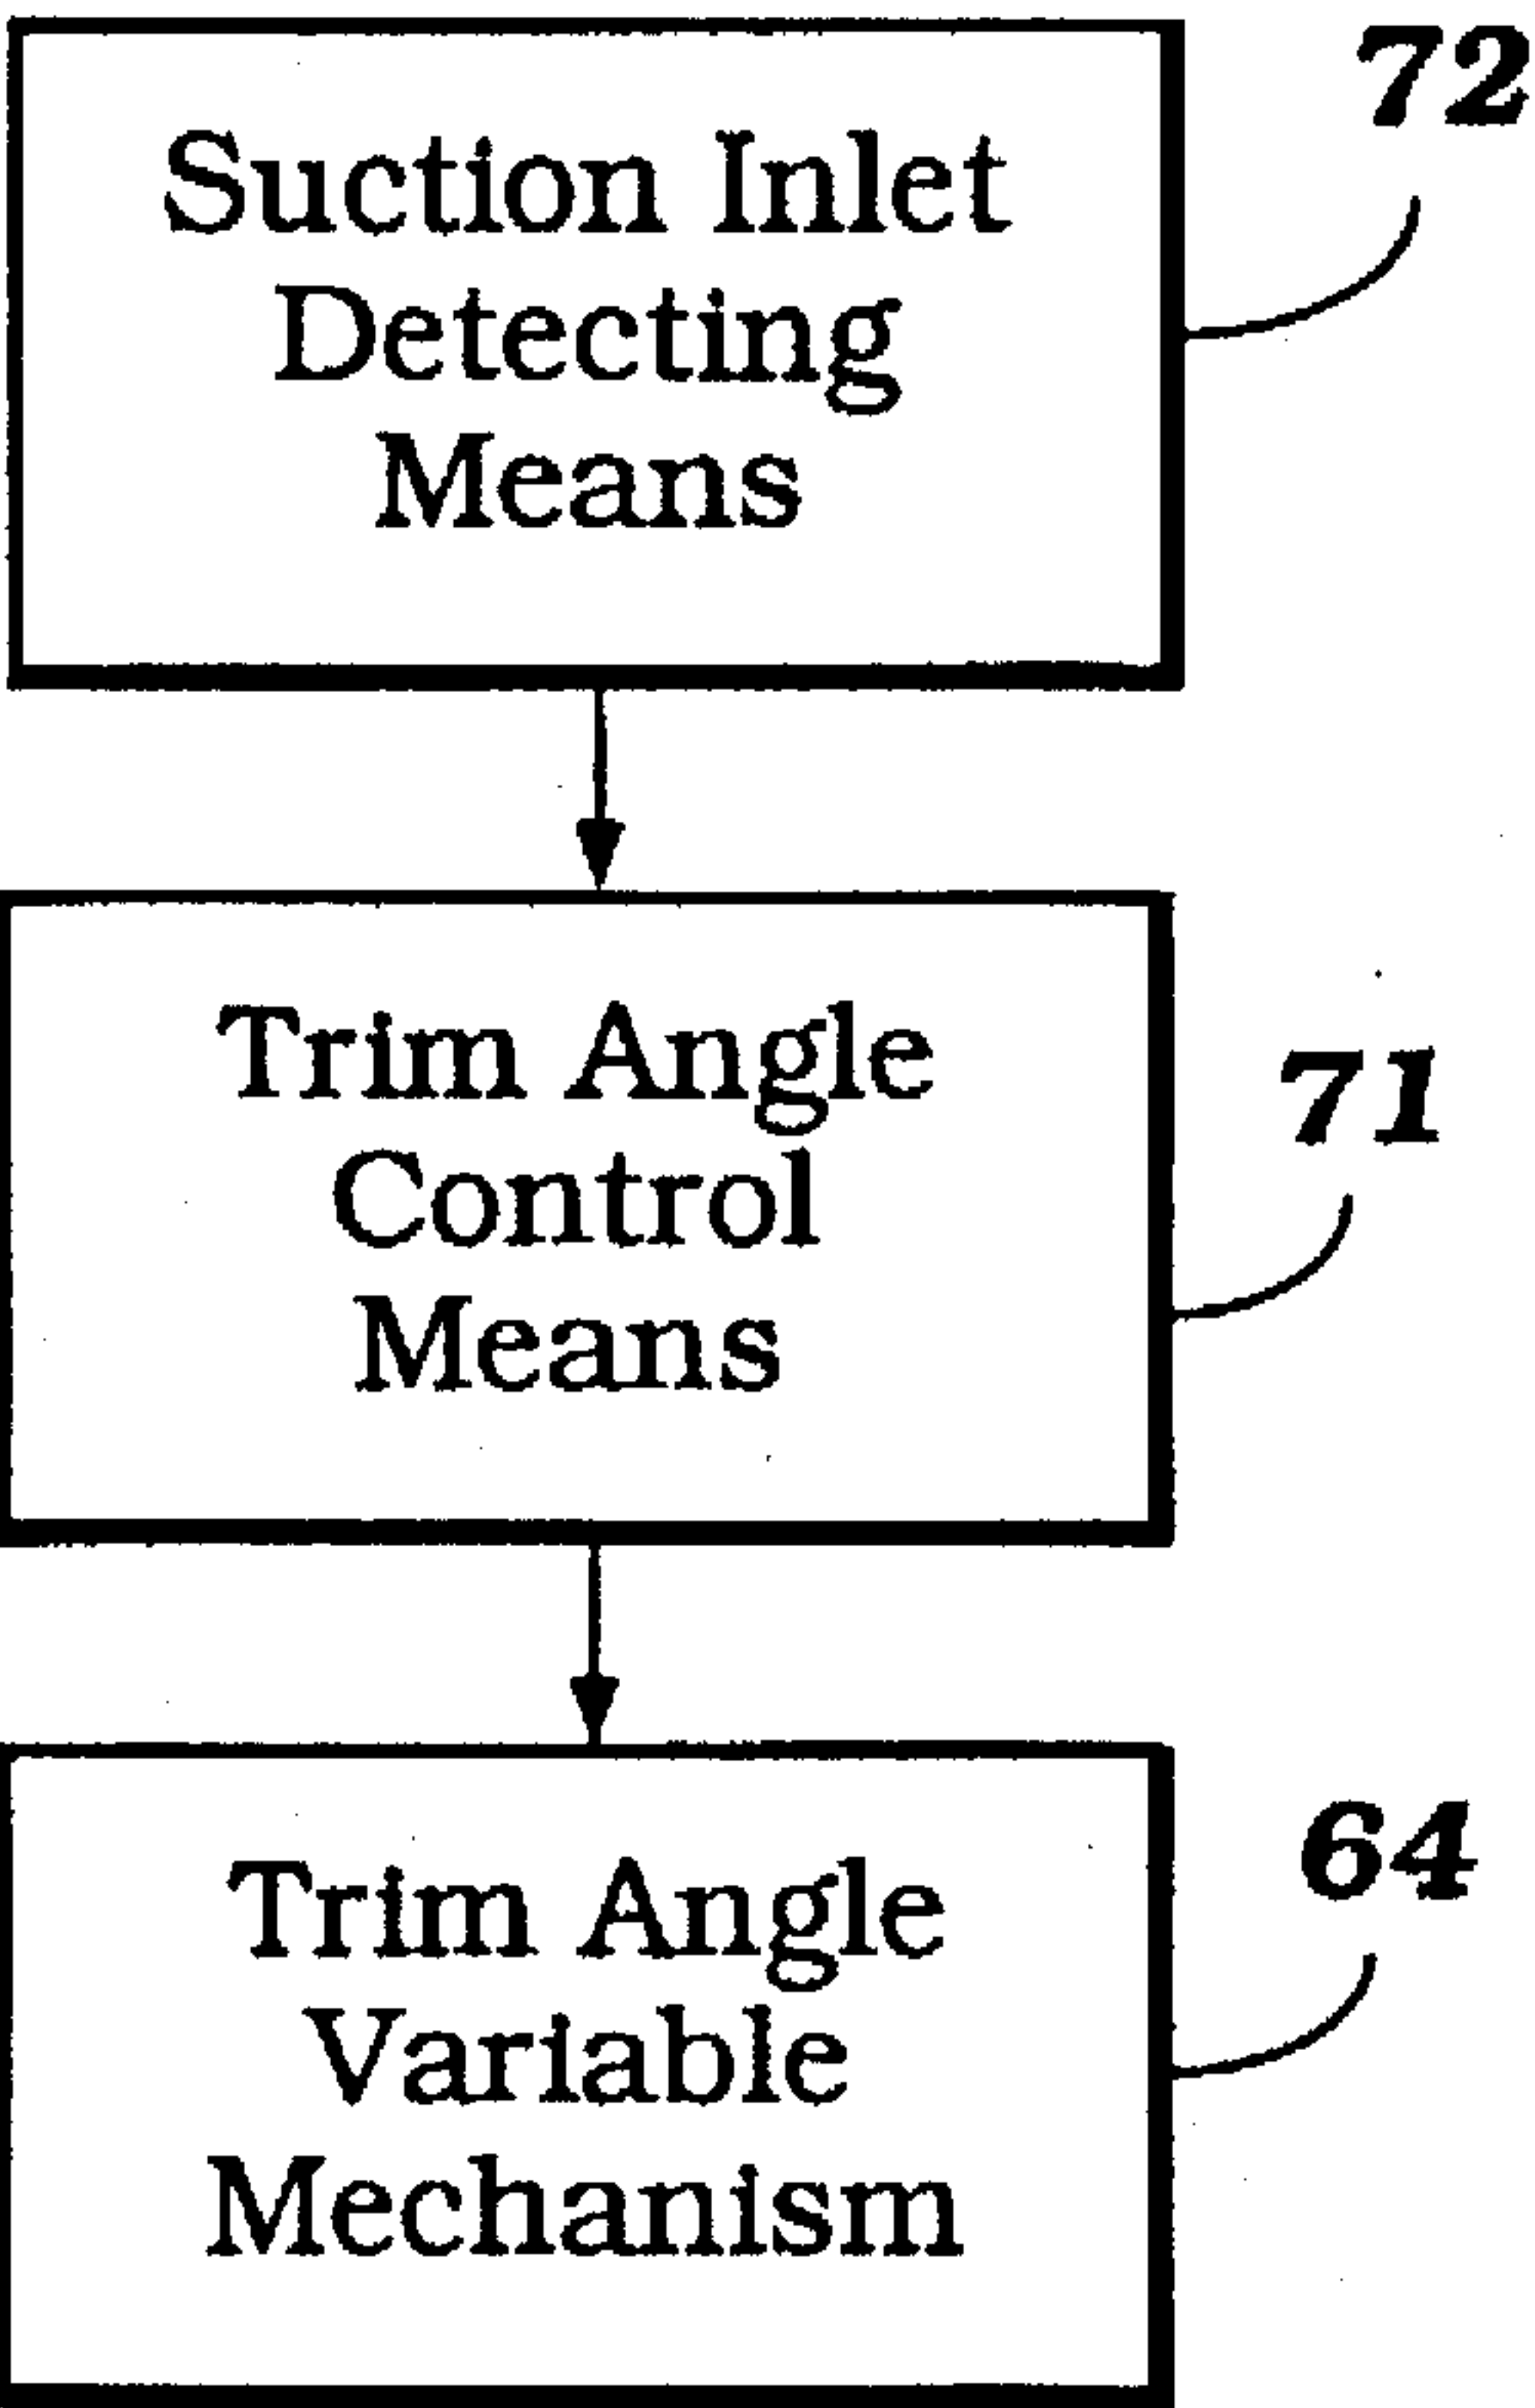 72
Suction Inlet
Detecting
Means
71
Trim Angle
Control
Means
64
Trim Angle
Variable
Mechanism